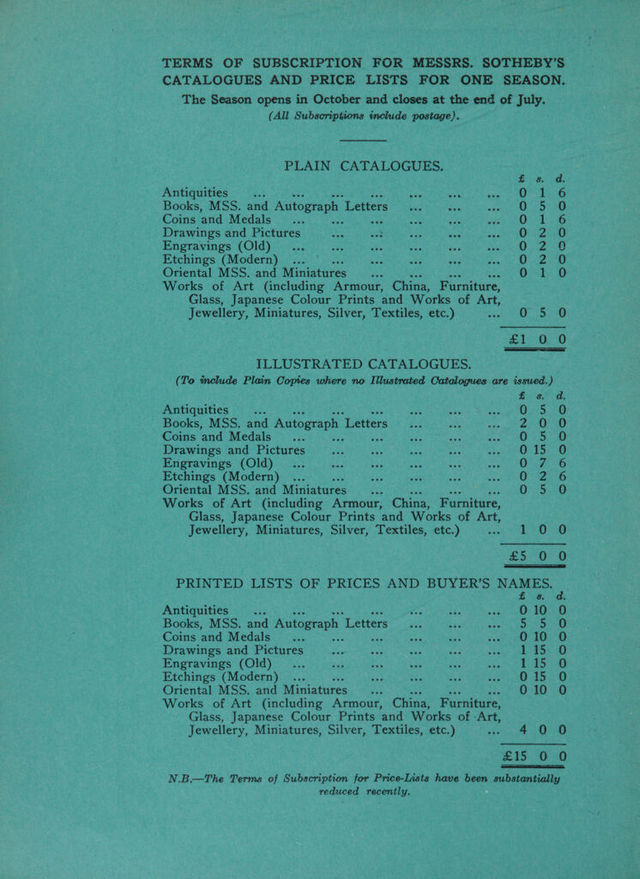 TERMS OF SUBSCRIPTION FOR MESSRS. SOTHEBY'S
CATALOGUES AND PRICE LISTS FOR ONE SEASON.
The Season opens in October and closes at the end of July.
(All Subscriptions include postage).
PLAIN CATALOGUES.
£ s. d.
Antiquities ... ... ... ... ... ... ... 0 1 6
Books, MSS. and Autograph Letters ... ... ... 0 5 0
Coins and Medals ... ... ... ... ... ... 0 1 6
Drawings and Pictures ... ... ... ... ... 0 2 0
Engravings (Old) ... ... ... ... ... ... 0 2 0
Etchings (Modern) ... ... ... ... ... ... 0 2 0
Oriental MSS. and Miniatures ... ... ... ... 0 1 0
Works of Art (including Armour, China, Furniture,
Glass, Japanese Colour Prints and Works of Art,
Jewellery, Miniatures, Silver, Textiles, etc.) ... 0 5 0
£1 0 0
ILLUSTRATED CATALOGUES.
(To include Plain Copies where no Illustrated Catalogues are issued.)
£ s. d.
Antiquities ... ... ... ... ... ... ... 0 5 0
Books, MSS. and Autograph Letters ... ... ... 2 0 0
Coins and Medals ... ... ... ... ... ... 0 5 0
Drawings and Pictures ... ... ... ... ... 0 15 0
Engravings (Old) ... ... ... ... ... ... 0 7 6
Etchings (Modern) ... ... ... ... ... ... 0 2 6
Oriental MSS. and Miniatures ... ... ... ... 0 5 0
Works of Art (including Armour, China, Furniture,
Glass, Japanese Colour Prints and Works of Art,
Jewellery, Miniatures, Silver, Textiles, etc.) ... 1 0 0
£5 0 0
PRINTED LISTS OF PRICES AND BUYER'S NAMES.
£ s. d.
Antiquities ... ... ... ... ... ... ... 0 10 0
Books, MSS. and Autograph Letters ... ... ... 5 5 0
Coins and Medals ... ... ... ... ... ... 0 10 0
Drawings and Pictures ... ... ... ... ... 1 15 0
Engravings (Old) ... ... ... ... ... ... 1 15 0
Etchings (Modern) ... ... ... ... ... ... 0 15 0
Oriental MSS. and Miniatures ... ... ... ... 0 10 0
Works of Art (including Armour, China, Furniture,
Glass, Japanese Colour Prints and Works of Art,
Jewellery, Miniatures, Silver, Textiles, etc.) ... 4 0 0
£15 0 0
N.B.—The Terms of Subscription for Price-Lists have been substantially
reduced recently.